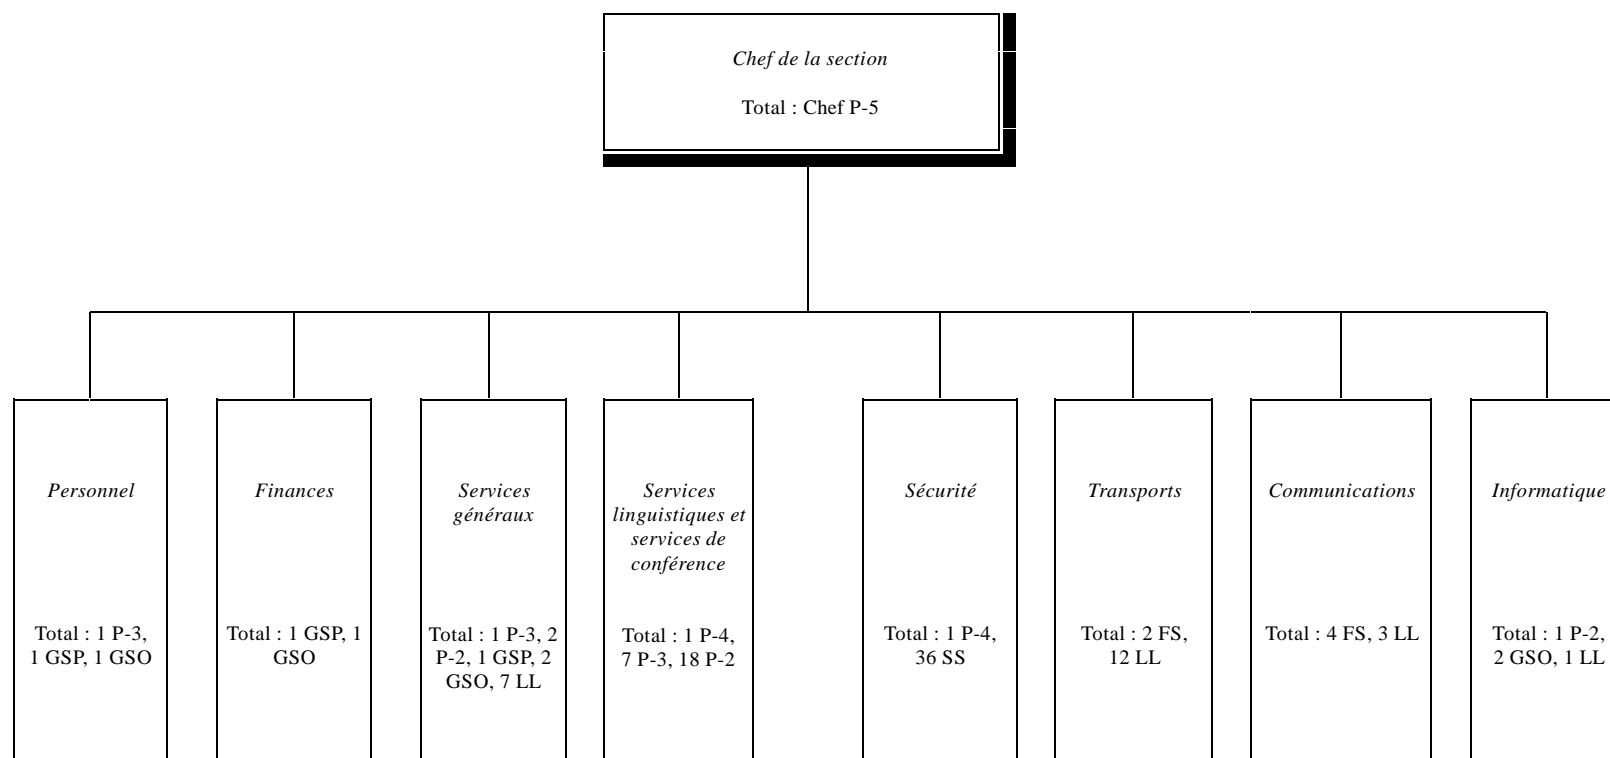 Chef de la section
Total : Chef P-5
Personnel
Total : 1 P-3,
1 GSP, 1 GSO
Finances
Total : 1 GSP, 1
GSO
Services
généraux
Total : 1 P-3, 2
P-2, 1 GSP, 2
GSO, 7 LL
Services
linguistiques et
services de
conférence
Total : 1 P-4,
7 P-3, 18 P-2
Sécurité
Total : 1 P-4,
36 SS
Transports
Total : 2 FS,
12 LL
Communications
Total : 4 FS, 3 LL
Informatique
Total : 1 P-2,
2 GSO, 1 LL